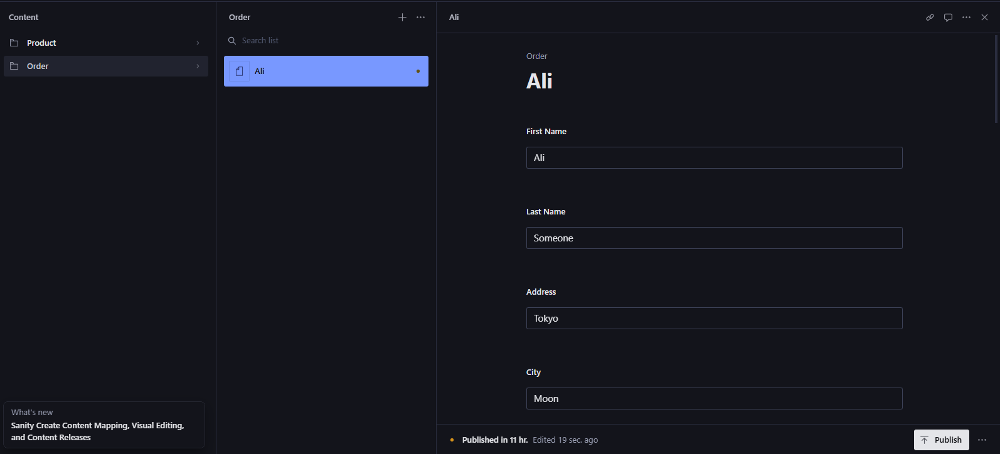 Content
Product
Order
What's new
Sanity Create Content Mapping, Visual Editing,
and Content Releases
Order
Search list
Ali
Ali
Order
Ali
First Name
Ali
Last Name
Someone
Address
Tokyo
City
Moon
Published in 11 hr. Edited 19 sec. ago
Publish